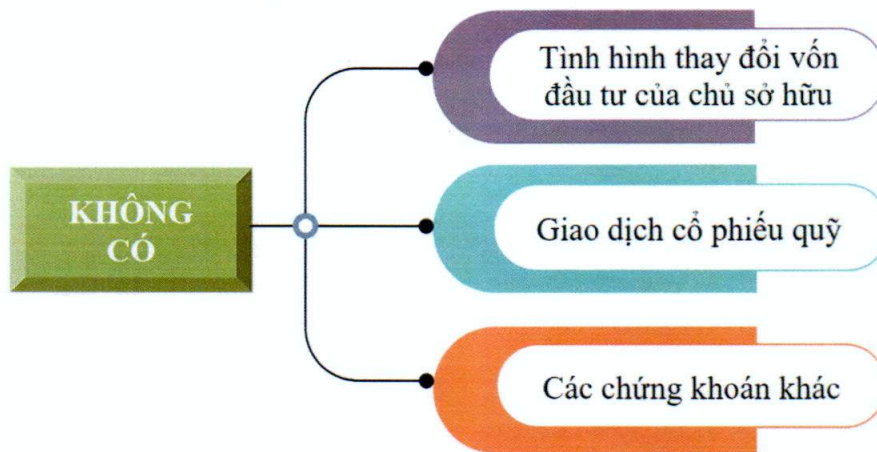 KHÔNG
CÓ
Tình hình thay đổi vốn
đầu tư của chủ sở hữu
Giao dịch cổ phiếu quỹ
Các chứng khoán khác